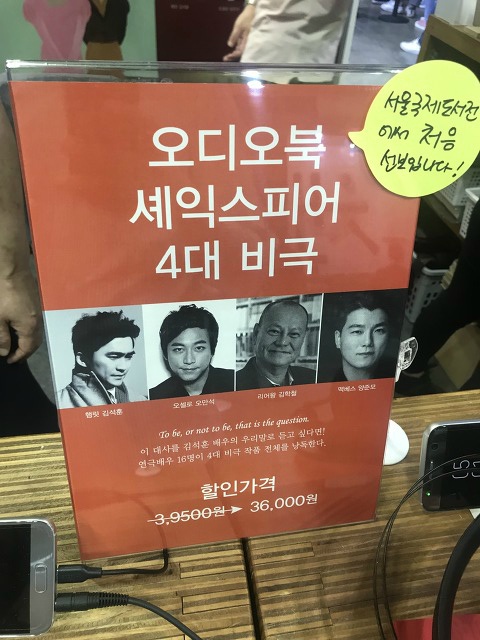 서울국제도서전
에서 처음
선보입니다!
오디오북
셰익스피어
4대 비극
햄릿 김석훈
오셀로 오만석
리어왕 김학철
맥베스 양준모
To be, or not to be, that is the question.
이 대사를 김석훈 배우의 우리말로 듣고 싶다면!
연극배우 16명이 4대 비극 작품 전체를 낭독한다.
할인가격
3,9500원 ➤ 36,000원